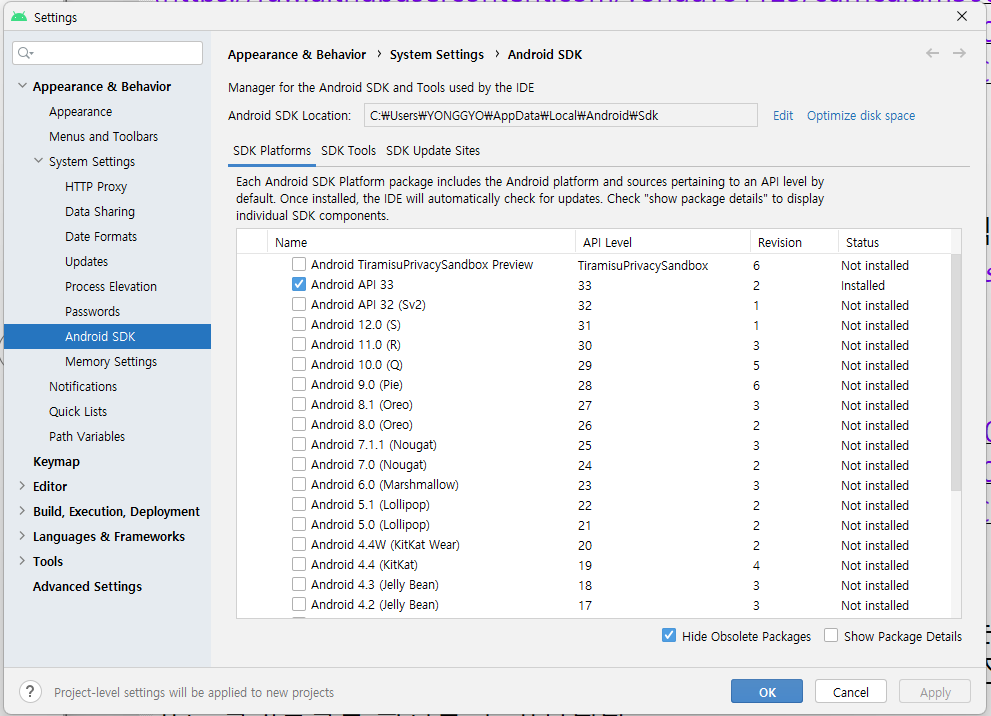 Settings
Appearance & Behavior
Appearance
Menus and Toolbars
System Settings
HTTP Proxy
Data Sharing
Date Formats
Updates
Process Elevation
Passwords
Android SDK
Memory Settings
Notifications
Quick Lists
Path Variables
Keymap
Editor
Build, Execution, Deployment
Languages & Frameworks
Tools
Advanced Settings
Appearance & Behavior › System Settings › Android SDK
Manager for the Android SDK and Tools used by the IDE
Android SDK Location: C:₩Users₩YONGGYO₩AppData₩Local₩Android₩Sdk Edit Optimize disk space
SDK Platforms SDK Tools SDK Update Sites
Each Android SDK Platform package includes the Android platform and sources pertaining to an API level by
default. Once installed, the IDE will automatically check for updates. Check "show package details" to display
individual SDK components.
Name API Level Revision Status
Android TiramisuPrivacySandbox Preview TiramisuPrivacySandbox 6 Not installed
Android API 33 33 2 Installed
Android API 32 (Sv2) 32 1 Not installed
Android 12.0 (S) 31 1 Not installed
Android 11.0 (R) 30 3 Not installed
Android 10.0 (Q) 29 5 Not installed
Android 9.0 (Pie) 28 6 Not installed
Android 8.1 (Oreo) 27 3 Not installed
Android 8.0 (Oreo) 26 2 Not installed
Android 7.1.1 (Nougat) 25 3 Not installed
Android 7.0 (Nougat) 24 2 Not installed
Android 6.0 (Marshmallow) 23 3 Not installed
Android 5.1 (Lollipop) 22 2 Not installed
Android 5.0 (Lollipop) 21 2 Not installed
Android 4.4W (KitKat Wear) 20 2 Not installed
Android 4.4 (KitKat) 19 4 Not installed
Android 4.3 (Jelly Bean) 18 3 Not installed
Android 4.2 (Jelly Bean) 17 3 Not installed
Hide Obsolete Packages Show Package Details
? Project-level settings will be applied to new projects
OK Cancel Apply